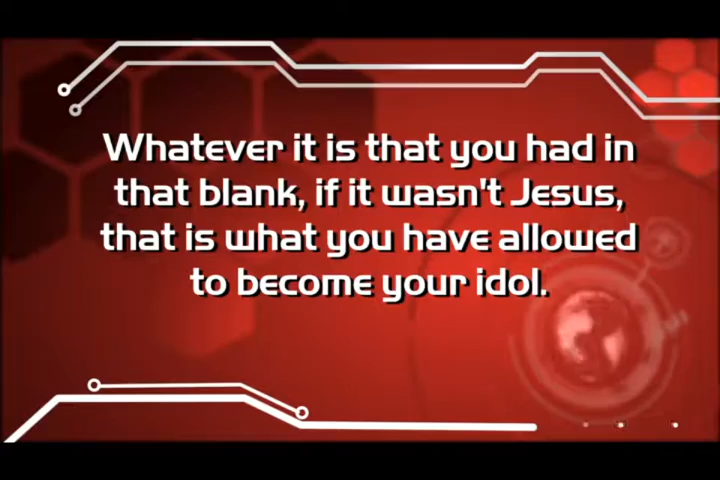 Whatever it is that you had in
that blank, if it wasn't Jesus,
that is what you have allowed
to become your idol.